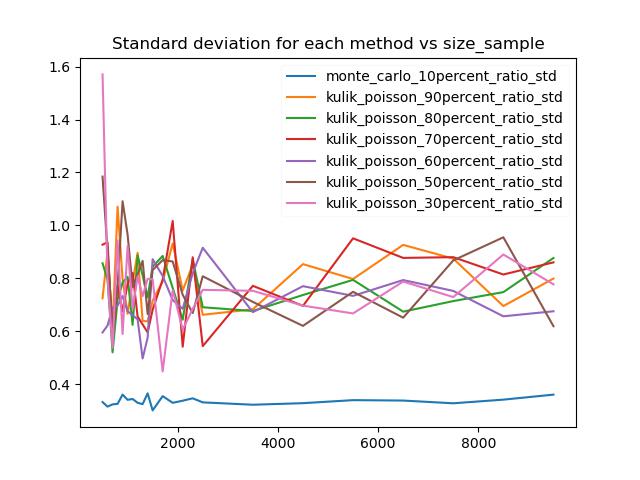 Standard deviation for each method vs size_sample
monte_carlo_10percent_ratio_std
kulik_poisson_90percent_ratio_std
kulik_poisson_80percent_ratio_std
kulik_poisson_70percent_ratio_std
kulik_poisson_60percent_ratio_std
kulik_poisson_50percent_ratio_std
kulik_poisson_30percent_ratio_std
1.6
1.4
1.2
1.0
0.8
0.6
0.4
2000 4000 6000 8000